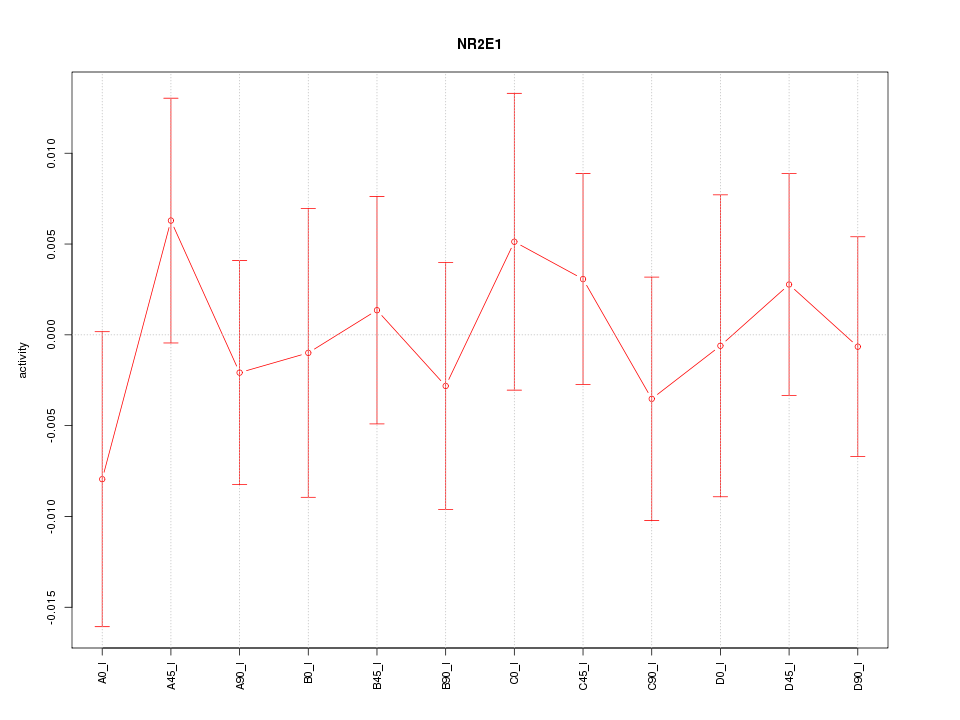 NR2E1
activity
0.010
0.005
0.000
-0.005
-0.010
-0.015
A0_I
A45_I
A90_I
B0_I
B45_I
B90_I
C0_I
C45_I
C90_I
D0_I
D45_I
D90_I